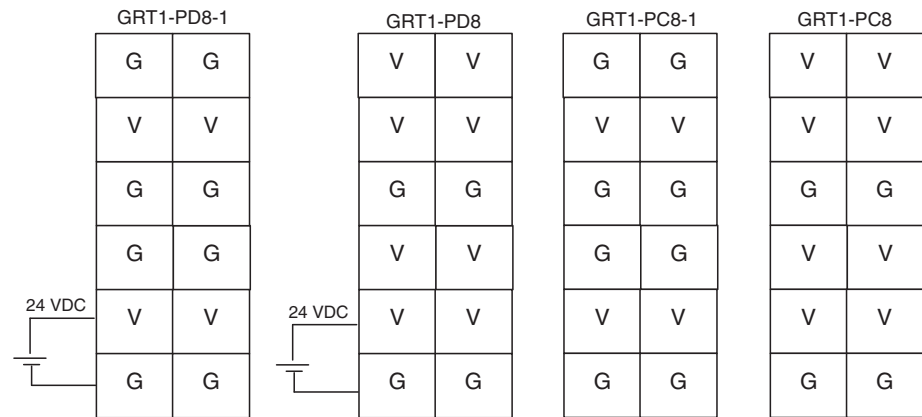 GRT1-PD8-1 GRT1-PD8 GRT1-PC8-1 GRT1-PC8
G G V V G G V V
V V V V V V V V
G G G G G G G G
G G V V G G V V
24 VDC V V 24 VDC V V V V V V
G G G G G G G G